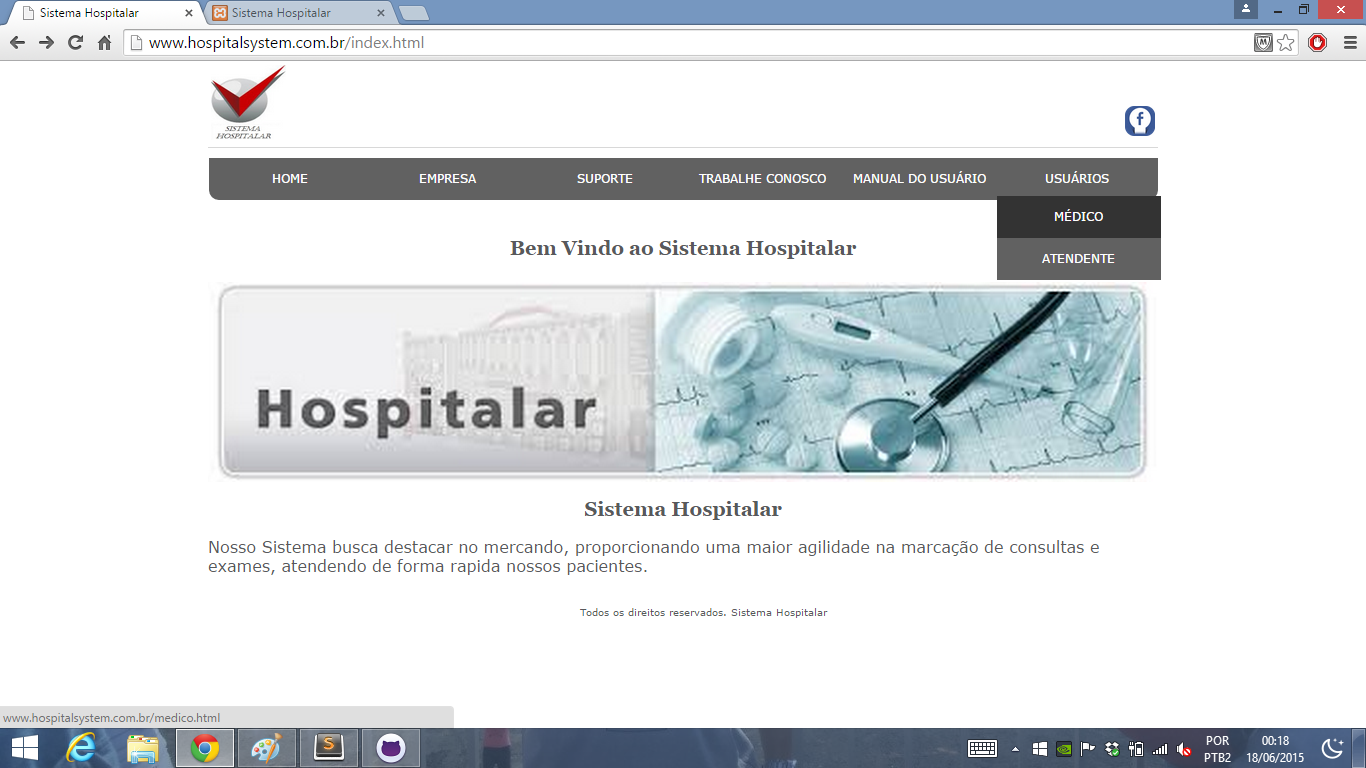 Sistema Hospitalar
Sistema Hospitalar
www.hospitalsystem.com.br/index.html
SISTEMA
HOSPITALAR
f
HOME EMPRESA SUPORTE TRABALHE CONOSCO MANUAL DO USUÁRIO USUÁRIOS
MÉDICO
ATENDENTE
Bem Vindo ao Sistema Hospitalar
Hospitalar
Sistema Hospitalar
Nosso Sistema busca destacar no mercando, proporcionando uma maior agilidade na marcação de consultas e
exames, atendendo de forma rapida nossos pacientes.
Todos os direitos reservados. Sistema Hospitalar
www.hospitalsystem.com.br/medico.html
S
POR
PTB2
00:18
18/06/2015